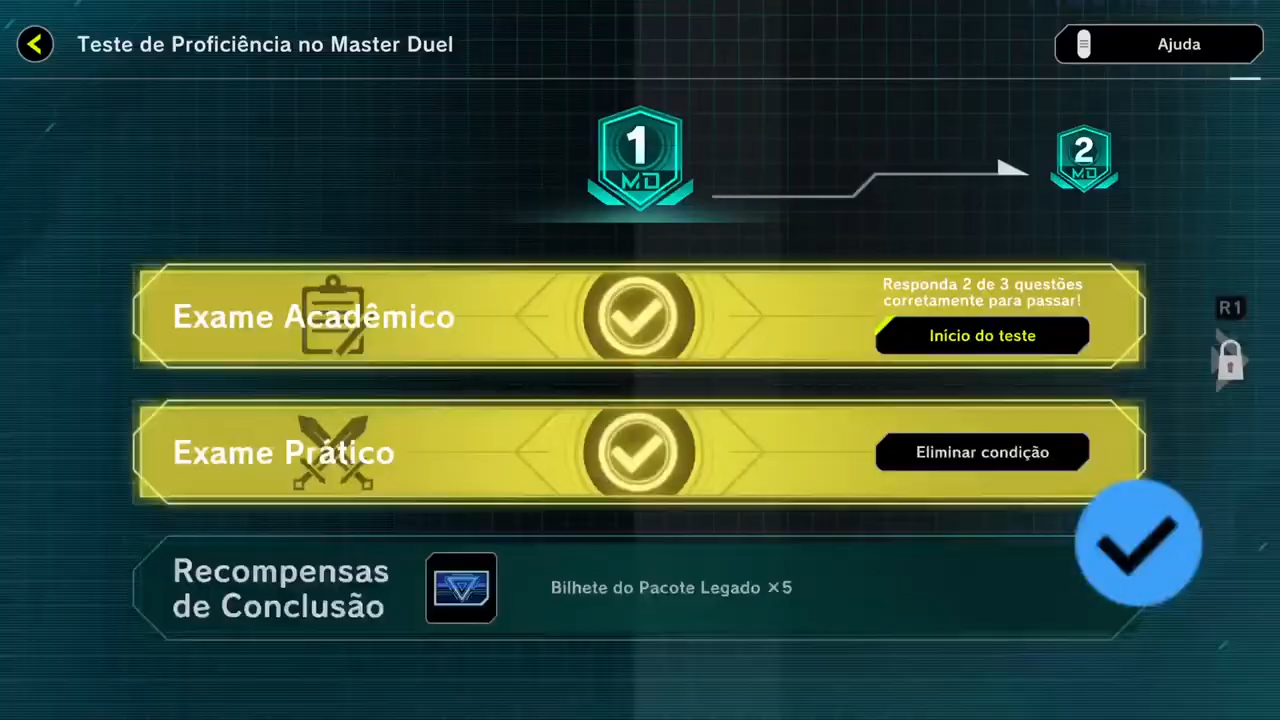 Teste de Proficiência no Master Duel
Ajuda
1
MD
2
MD
Responda 2 de 3 questões
corretamente para passar!
Exame Acadêmico
Início do teste
R1
Exame Prático
Eliminar condição
Recompensas
de Conclusão
Bilhete do Pacote Legado ×5